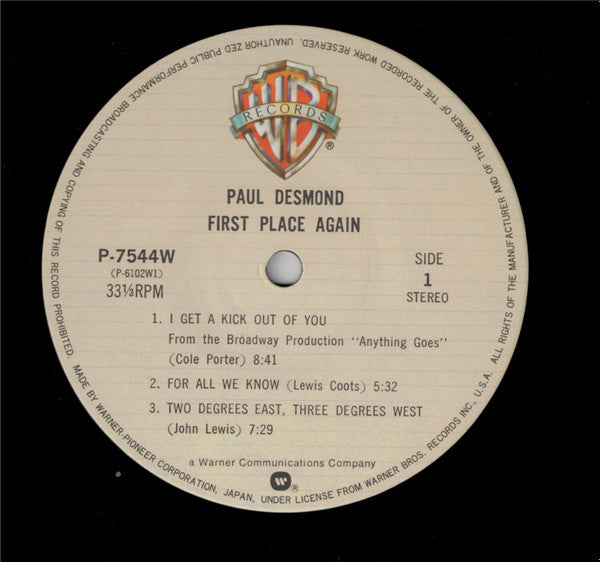 WB
RECORDS
®
PAUL DESMOND
FIRST PLACE AGAIN
P-7544W
(P-6102W1)
33⅓RPM
SIDE
1
STEREO
1. I GET A KICK OUT OF YOU
From the Broadway Production "Anything Goes"
(Cole Porter) 8:41
2. FOR ALL WE KNOW (Lewis Coots) 5:32
3. TWO DEGREES EAST, THREE DEGREES WEST
(John Lewis) 7:29
a Warner Communications Company
®
ALL RIGHTS OF THE MANUFACTURER AND OF THE OWNER OF THE RECORDED WORK RESERVED. UNAUTHOR ZED PUBLIC PERFORMANCE BROADCASTING AND COPYING OF THIS RECORD PROHIBITED.
MADE BY WARNER-PIONEER CORPORATION, JAPAN, UNDER LICENSE FROM WARNER BROS. RECORDS INC., U.S.A.